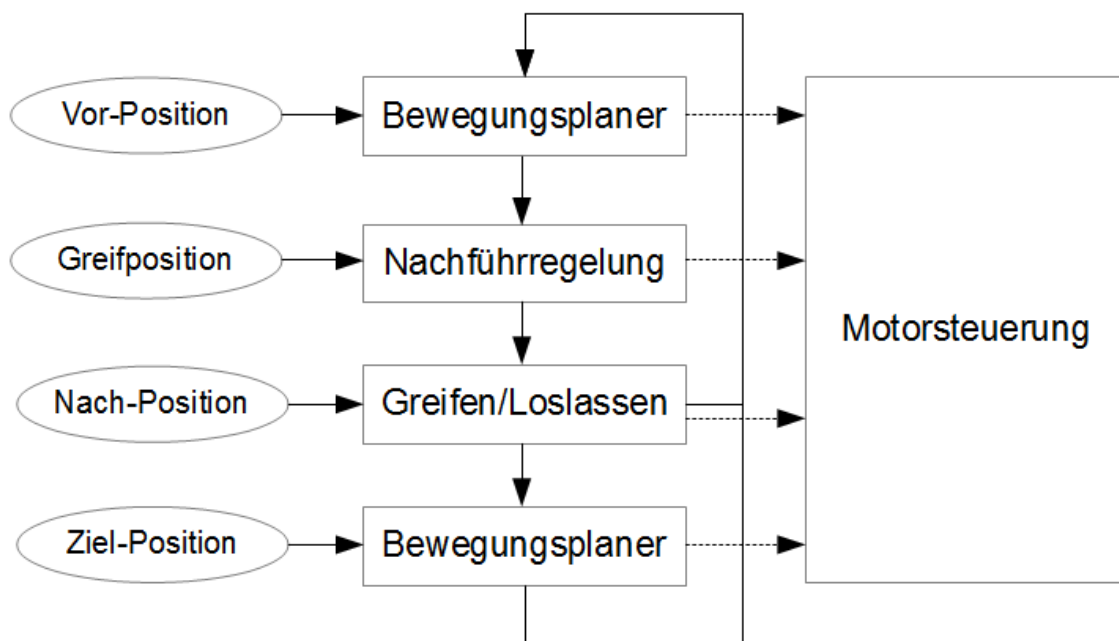 Vor-Position
Bewegungsplaner
Greifposition
Nachführregelung
Motorsteuerung
Nach-Position
Greifen/Loslassen
Ziel-Position
Bewegungsplaner